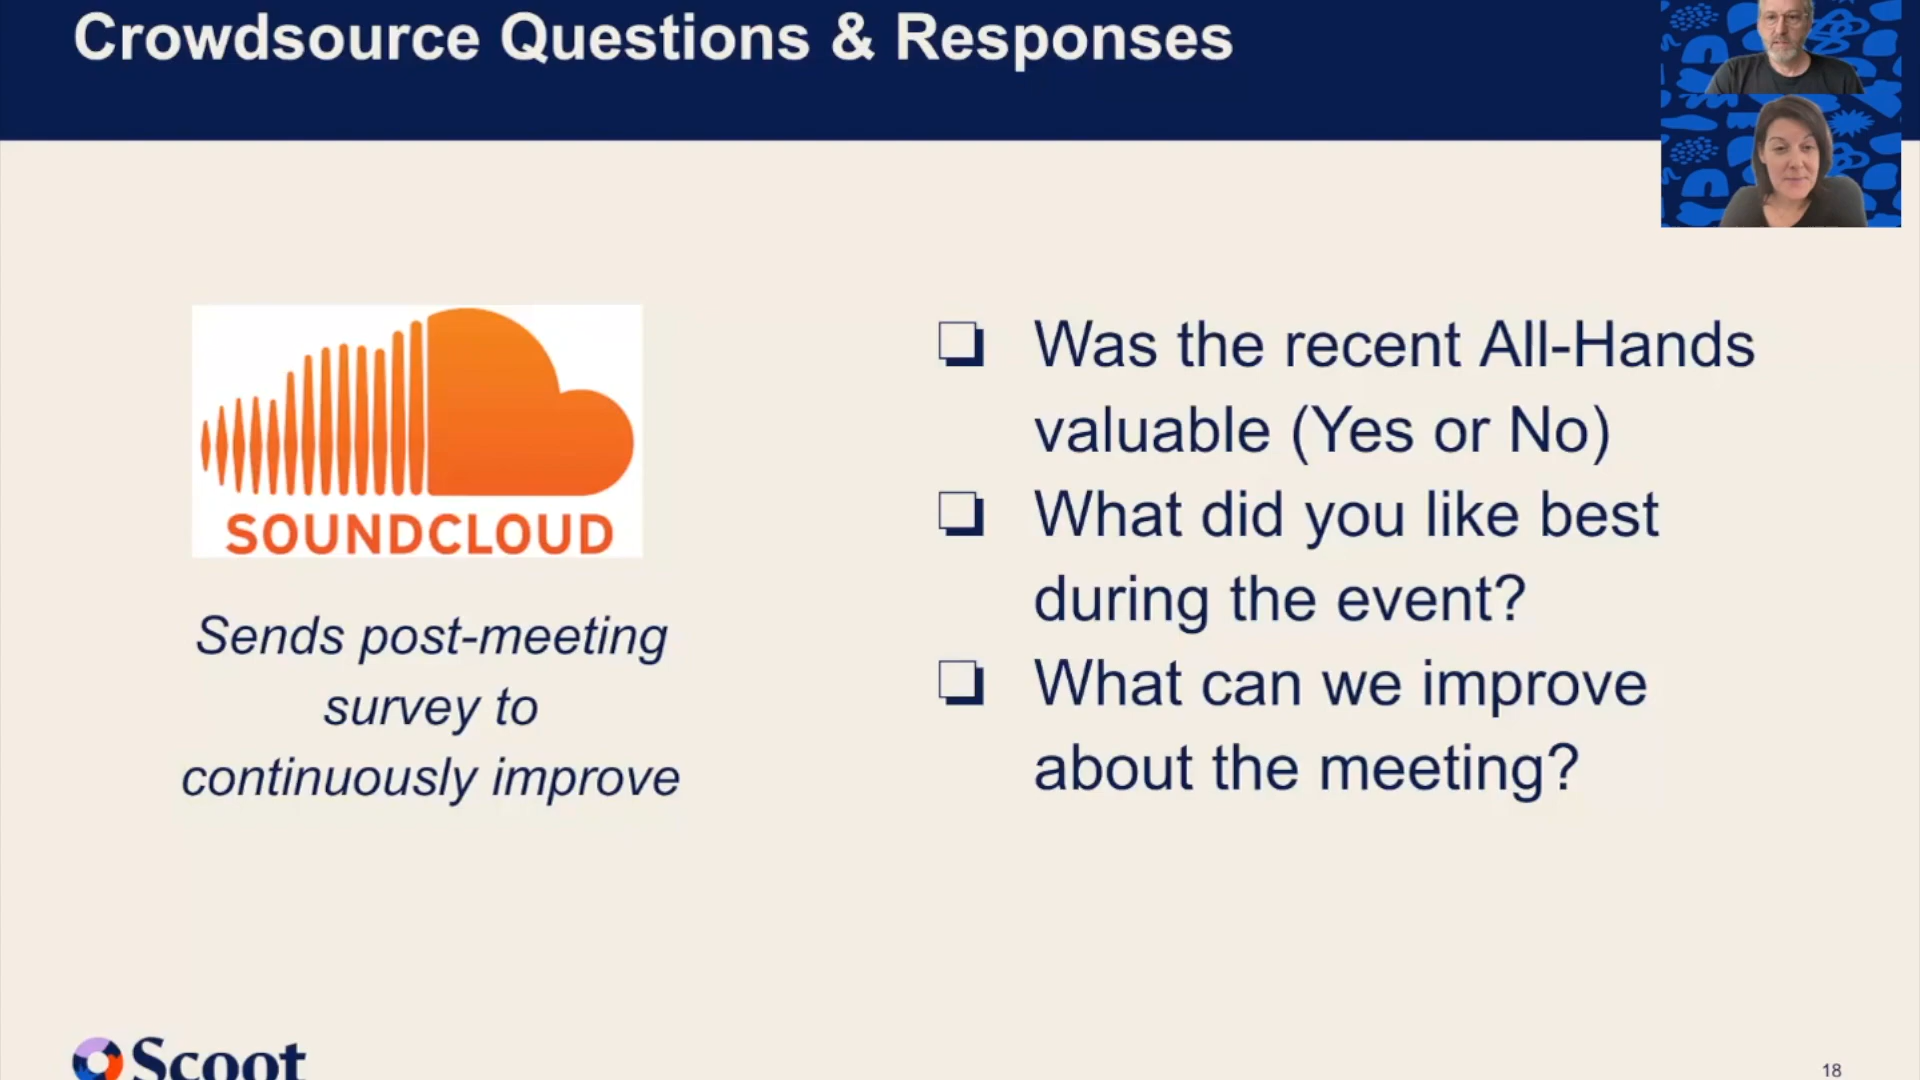 Crowdsource Questions & Responses
SOUNDCLOUD
Sends post-meeting
survey to
continuously improve
Was the recent All-Hands
valuable (Yes or No)
What did you like best
during the event?
What can we improve
about the meeting?
Scoot
18